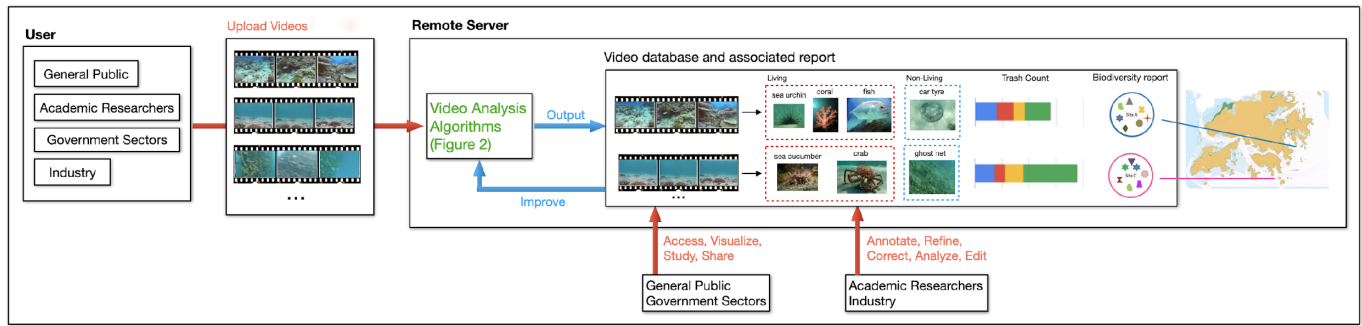 User
General Public
Academic Researchers
Government Sectors
Industry
Upload Videos
...
Remote Server
Video Analysis
Algorithms
(Figure 2)
Output
Improve
Video database and associated report
Living
Non-Living
Trash Count
Biodiversity report
sea urchin
coral
fish
car tyre
Site A
sea cucumber
crab
ghost net
Site C
...
Access, Visualize,
Study, Share
General Public
Government Sectors
Annotate, Refine,
Correct, Analyze, Edit
Academic Researchers
Industry